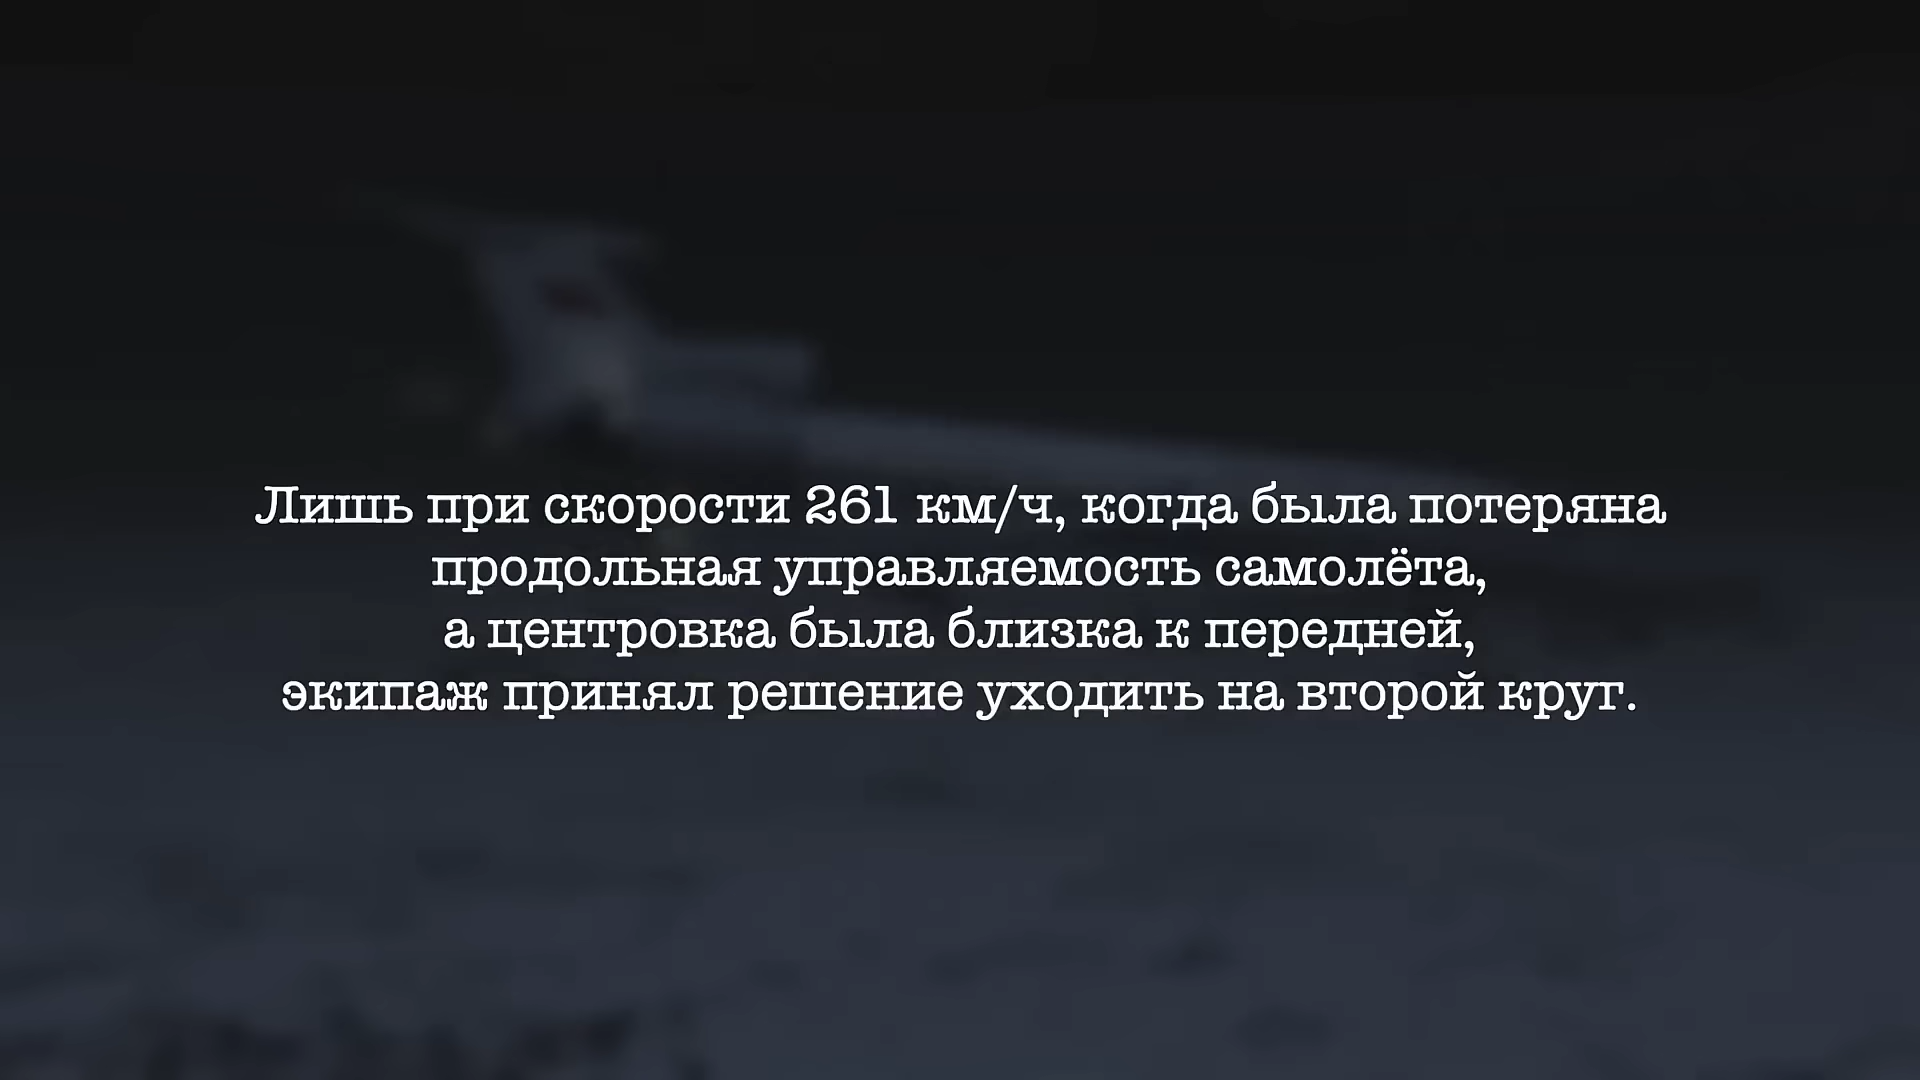 Лишь при скорости 261 км/ч, когда была потеряна
продольная управляемость самолёта,
а центровка была близка к передней,
экипаж принял решение уходить на второй круг.